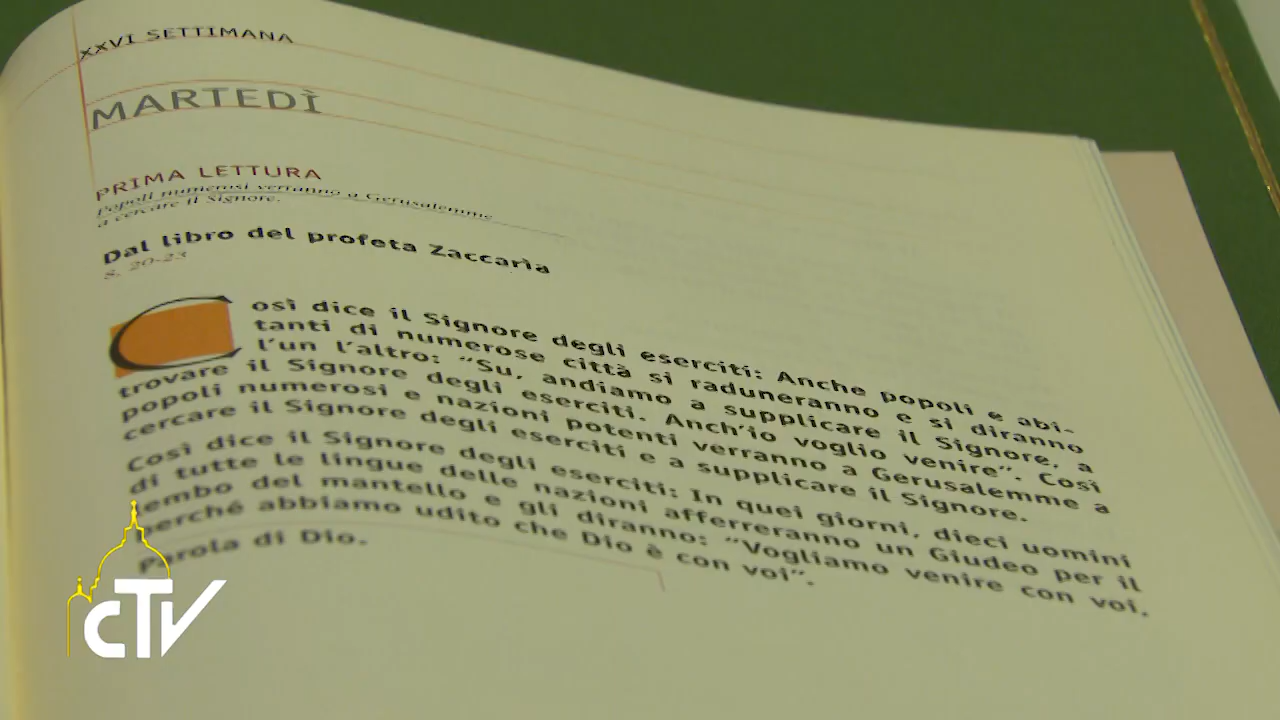 XXVI SETTIMANA
MARTEDÌ
PRIMA LETTURA
Popoli numerosi verranno a Gerusalemme
a cercare il Signore.
Dal libro del profeta Zaccaria
8, 20-23
Così dice il Signore degli eserciti: Anche popoli e abi-
tanti di numerose città si raduneranno e si diranno
l'un l'altro: "Su, andiamo a supplicare il Signore, a
trovare il Signore degli eserciti. Anch'io voglio venire". Così
popoli numerosi e nazioni potenti verranno a Gerusalemme a
cercare il Signore degli eserciti e a supplicare il Signore.
Così dice il Signore degli eserciti: In quei giorni, dieci uomini
di tutte le lingue delle nazioni afferreranno un Giudeo per il
lembo del mantello e gli diranno: "Vogliamo venire con voi,
perché abbiamo udito che Dio è con voi".
Parola di Dio.
CTV